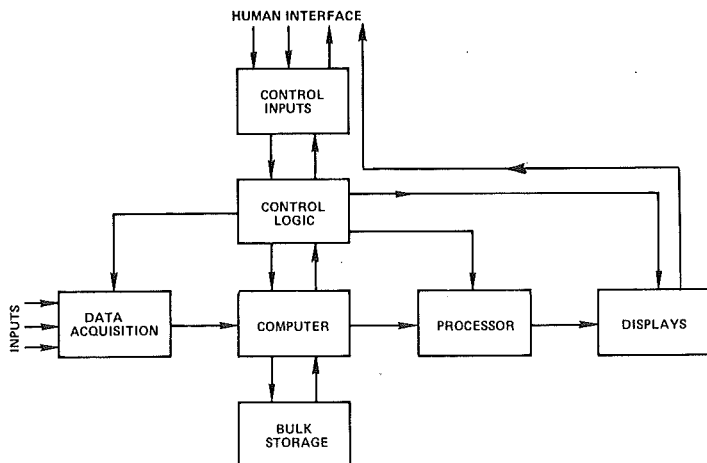 HUMAN INTERFACE
CONTROL
INPUTS
CONTROL
LOGIC
INPUTS
DATA
ACQUISITION
COMPUTER
PROCESSOR
DISPLAYS
BULK
STORAGE